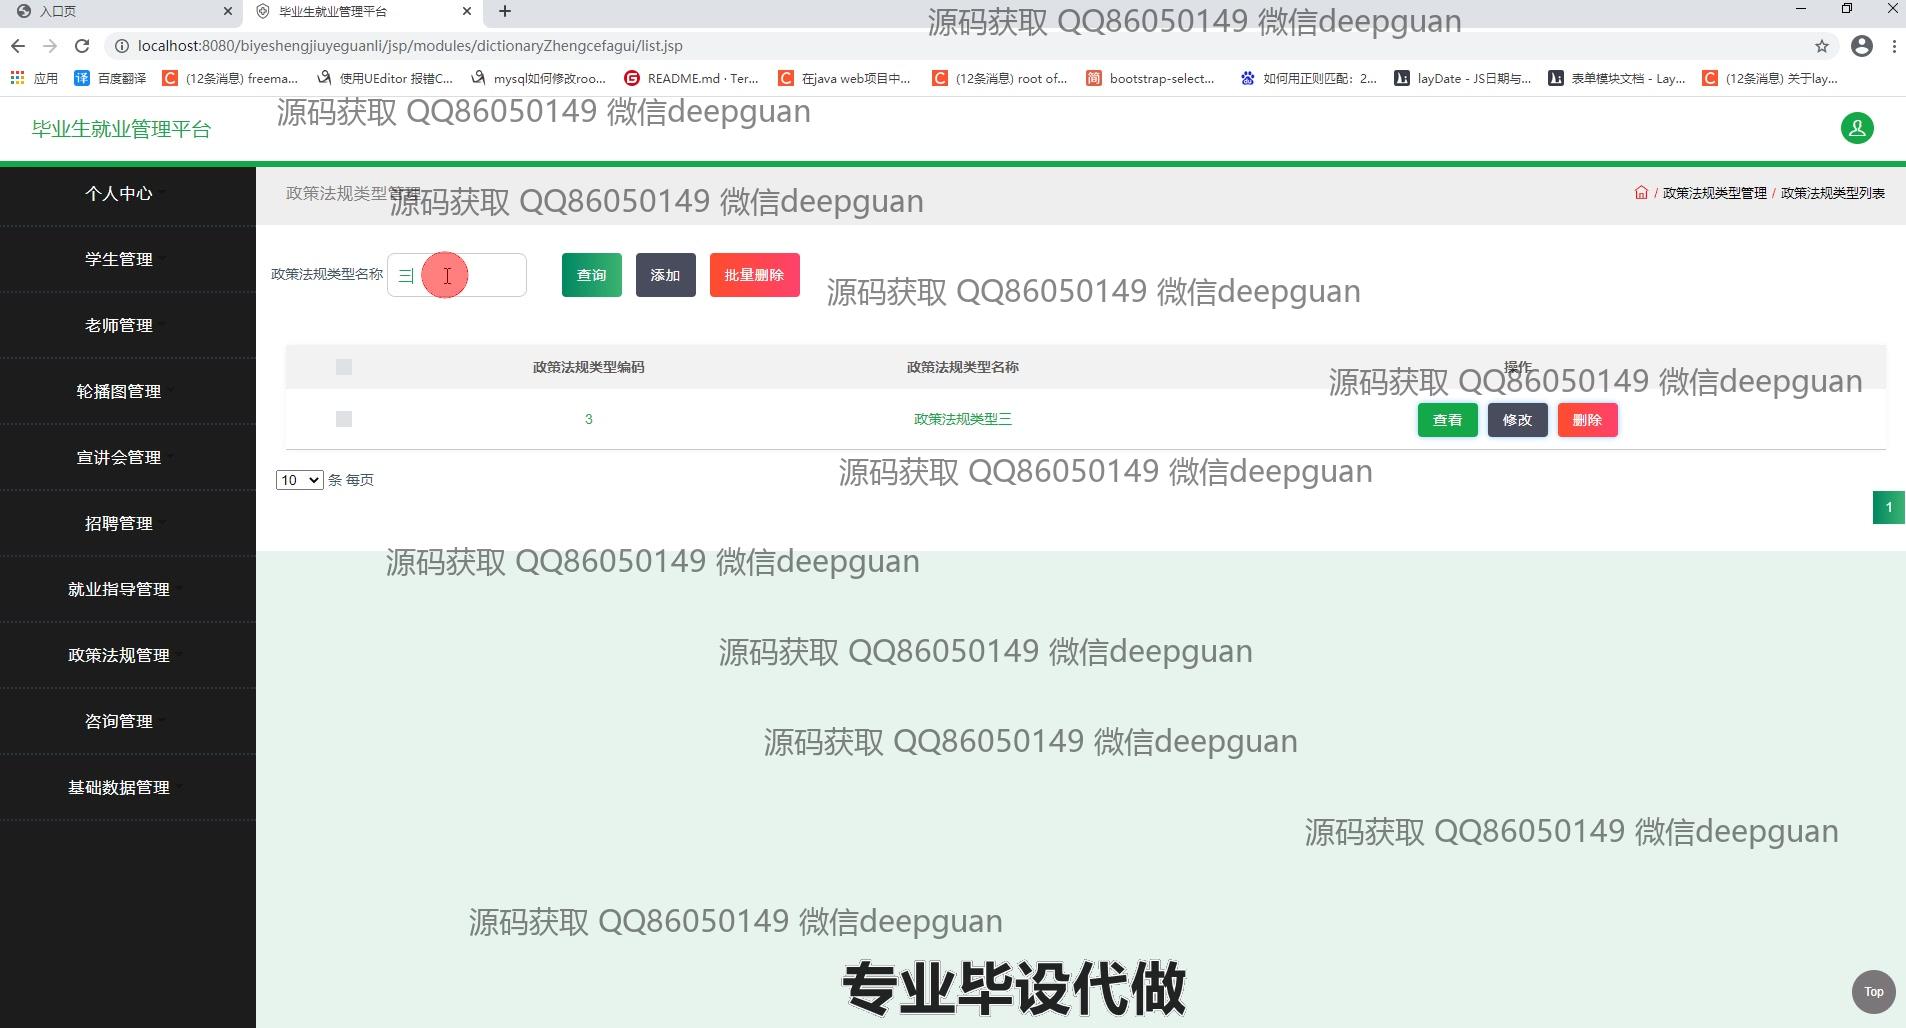 入口页
毕业生就业管理平台
源码获取 QQ86050149 微信deepguan
localhost:8080/biyeshengjiuyeguanli/jsp/modules/dictionaryZhengcefagui/list.jsp
应用 百度翻译 (12条消息) freema... 使用UEditor 报错C... mysql如何修改roo... README.md · Ter... 在java web项目中... (12条消息) root of... bootstrap-select... 如何用正则匹配：2... layDate - JS日期与... 表单模块文档 - Lay... (12条消息) 关于lay...
源码获取 QQ86050149 微信deepguan
毕业生就业管理平台
个人中心
学生管理
老师管理
轮播图管理
宣讲会管理
招聘管理
就业指导管理
政策法规管理
咨询管理
基础数据管理
政策法规类型管理
源码获取 QQ86050149 微信deepguan
/ 政策法规类型管理 / 政策法规类型列表
政策法规类型名称 三 查询 添加 批量删除
源码获取 QQ86050149 微信deepguan
政策法规类型编码 政策法规类型名称 操作
源码获取 QQ86050149 微信deepguan
3 政策法规类型三 查看 修改 删除
源码获取 QQ86050149 微信deepguan
10 条 每页
1
源码获取 QQ86050149 微信deepguan
源码获取 QQ86050149 微信deepguan
源码获取 QQ86050149 微信deepguan
源码获取 QQ86050149 微信deepguan
源码获取 QQ86050149 微信deepguan
专业毕设代做
Top